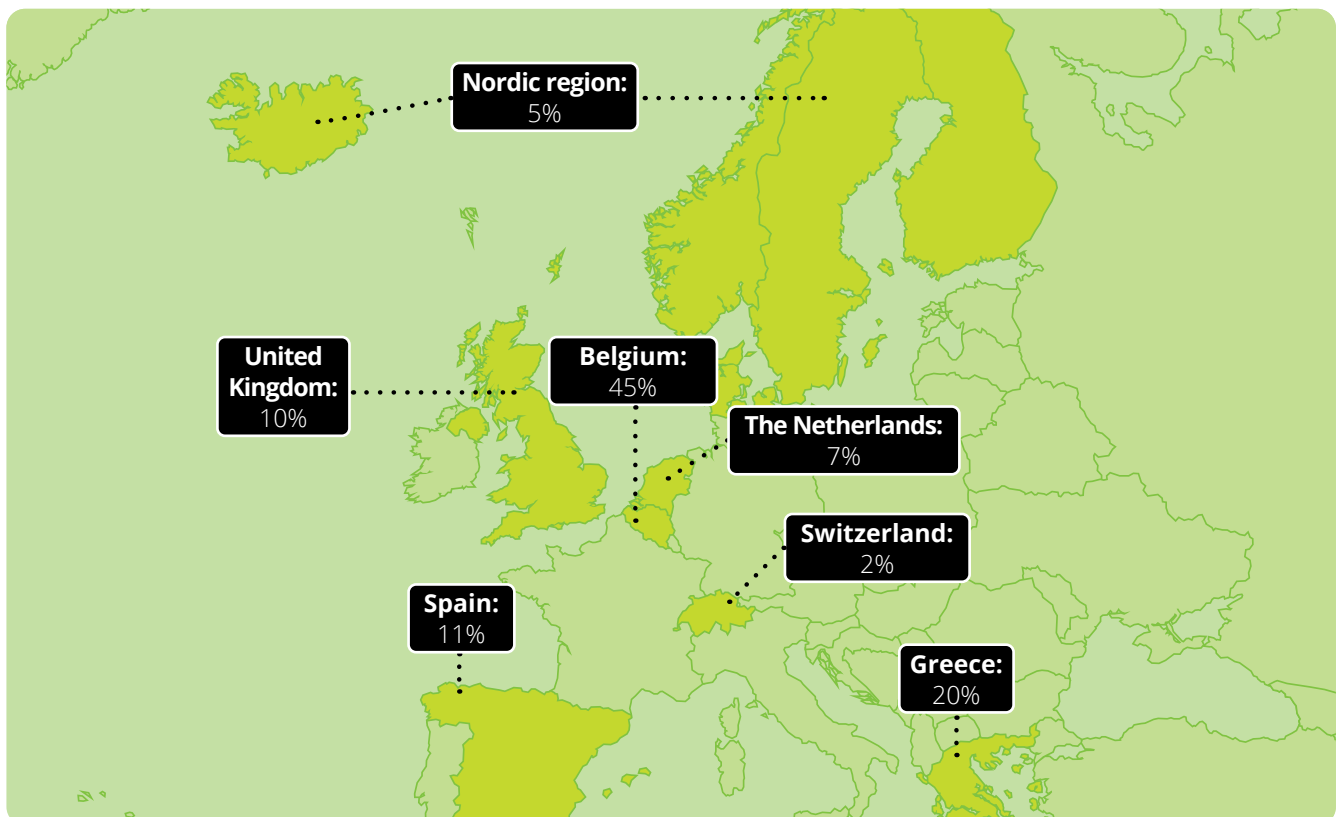 Nordic region:
5%
United
Kingdom:
10%
Belgium:
45%
The Netherlands:
7%
Switzerland:
2%
Spain:
11%
Greece:
20%